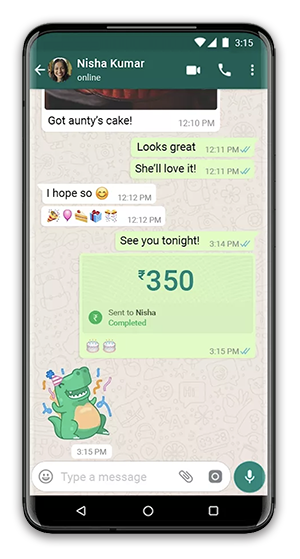 3:15
Nisha Kumar
online
Got aunty's cake!
12:10 PM
Looks great
12:11 PM
She'll love it!
12:11 PM
I hope so 😊
12:12 PM
🎉🎈🍰🎁🎊
12:12 PM
See you tonight!
3:14 PM
₹350
₹
Sent to Nisha
Completed
🎂🎂
3:15 PM
3:15 PM
Type a message